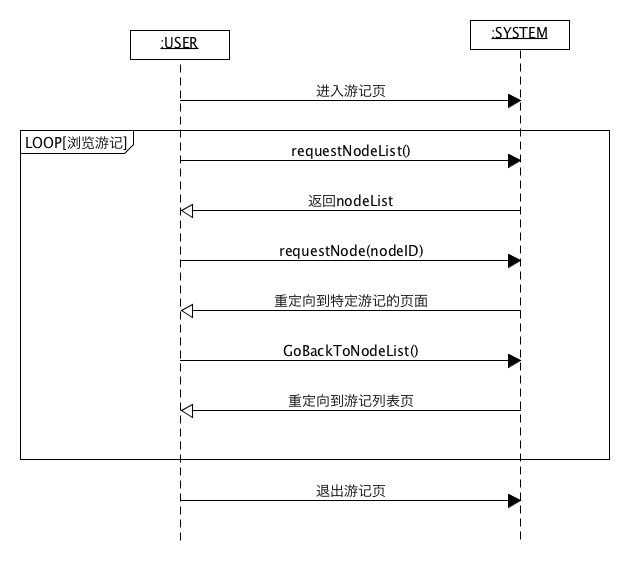 :USER
:SYSTEM
进入游记页
LOOP[浏览游记]
requestNodeList()
返回nodeList
requestNode(nodeID)
重定向到特定游记的页面
GoBackToNodeList()
重定向到游记列表页
退出游记页